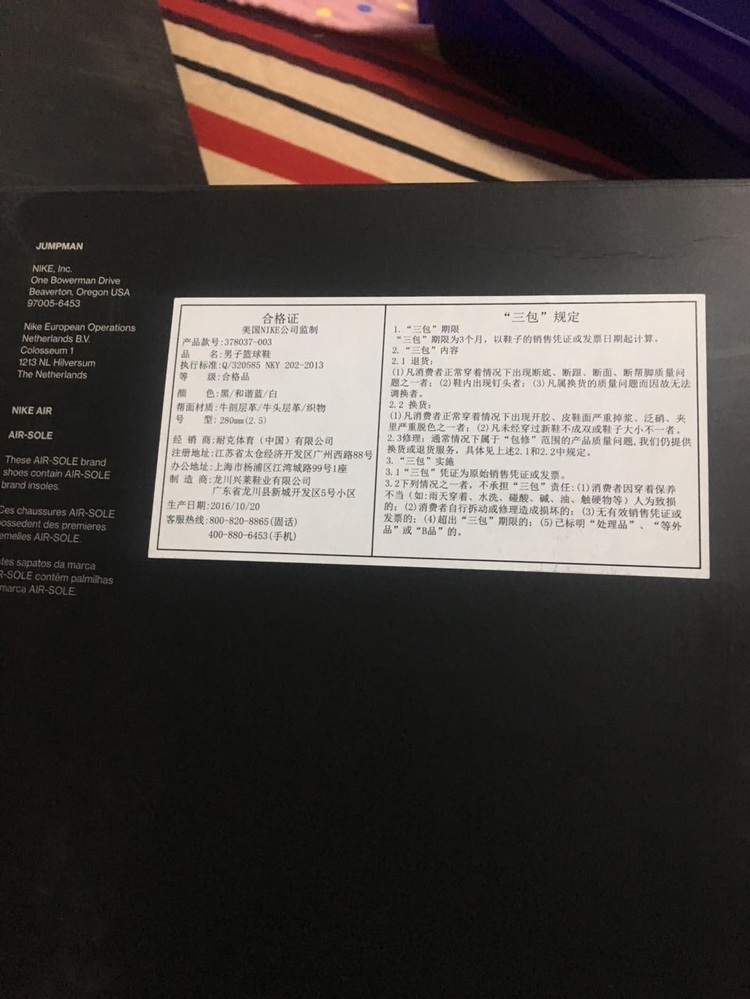 JUMPMAN
NIKE, Inc.
One Bowerman Drive
Beaverton, Oregon USA
97005-6453
Nike European Operations
Netherlands B.V.
Colosseum 1
1213 NL Hilversum
The Netherlands
NIKE AIR
AIR-SOLE
These AIR-SOLE brand
shoes contain AIR-SOLE
brand insoles.
Ces chaussures AIR-SOLE
possedent des premieres
semelles AIR-SOLE.
Estes sapatos da marca
AIR-SOLE contêm palmilhas
marca AIR-SOLE.
合格证
美国NIKE公司监制
产品款号:378037-003
品 名:男子篮球鞋
执行标准:Q/320585 NKY 202-2013
等 级:合格品
颜 色:黑/和谐蓝/白
帮面材质:牛剖层革/牛头层革/织物
号 型:280mm(2.5)
经 销 商:耐克体育（中国）有限公司
注册地址:江苏省太仓经济开发区广州西路88号
办公地址:上海市杨浦区江湾城路99号1座
制 造 商:龙川兴莱鞋业有限公司
广东省龙川县新城开发区5号小区
生产日期:2016/10/20
客服热线:800-820-8865(固话)
400-880-6453(手机)
“三包”规定
1. “三包”期限
“三包”期限为3个月，以鞋子的销售凭证或发票日期起计算。
2. “三包”内容
2.1 退货:
(1)凡消费者正常穿着情况下出现断底、断跟、断面、断帮脚质量问
题之一者; (2)鞋内出现钉头者; (3)凡属换货的质量问题而因故无法
调换者。
2.2 换货:
(1)凡消费者正常穿着情况下出现开胶、皮鞋面严重掉浆、泛硝、夹
里严重脱色之一者; (2)凡未经穿过新鞋不成双或鞋子大小不一者。
2.3修理: 通常情况下属于“包修”范围的产品质量问题,我们仍提供
换货或退货服务，具体见上述2.1和2.2中规定。
3. “三包”实施
3.1“三包”凭证为原始销售凭证或发票。
3.2下列情况之一者，不承担“三包”责任:(1)消费者因穿着保养
不当(如:雨天穿着、水洗、碰酸、碱、油、触硬物等）人为致损
的; (2)消费者自行拆动或修理造成损坏的; (3)无有效销售凭证或
发票的; (4)超出“三包”期限的; (5)已标明“处理品”、“等外
品”或“B品”的。